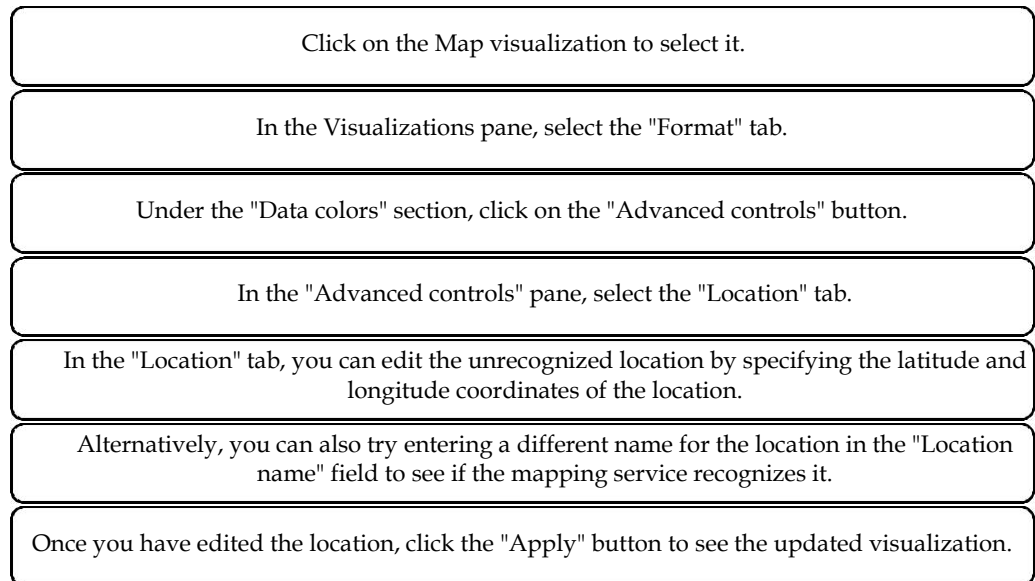 Click on the Map visualization to select it.
In the Visualizations pane, select the "Format" tab.
Under the "Data colors" section, click on the "Advanced controls" button.
In the "Advanced controls" pane, select the "Location" tab.
In the "Location" tab, you can edit the unrecognized location by specifying the latitude and
longitude coordinates of the location.
Alternatively, you can also try entering a different name for the location in the "Location
name" field to see if the mapping service recognizes it.
Once you have edited the location, click the "Apply" button to see the updated visualization.